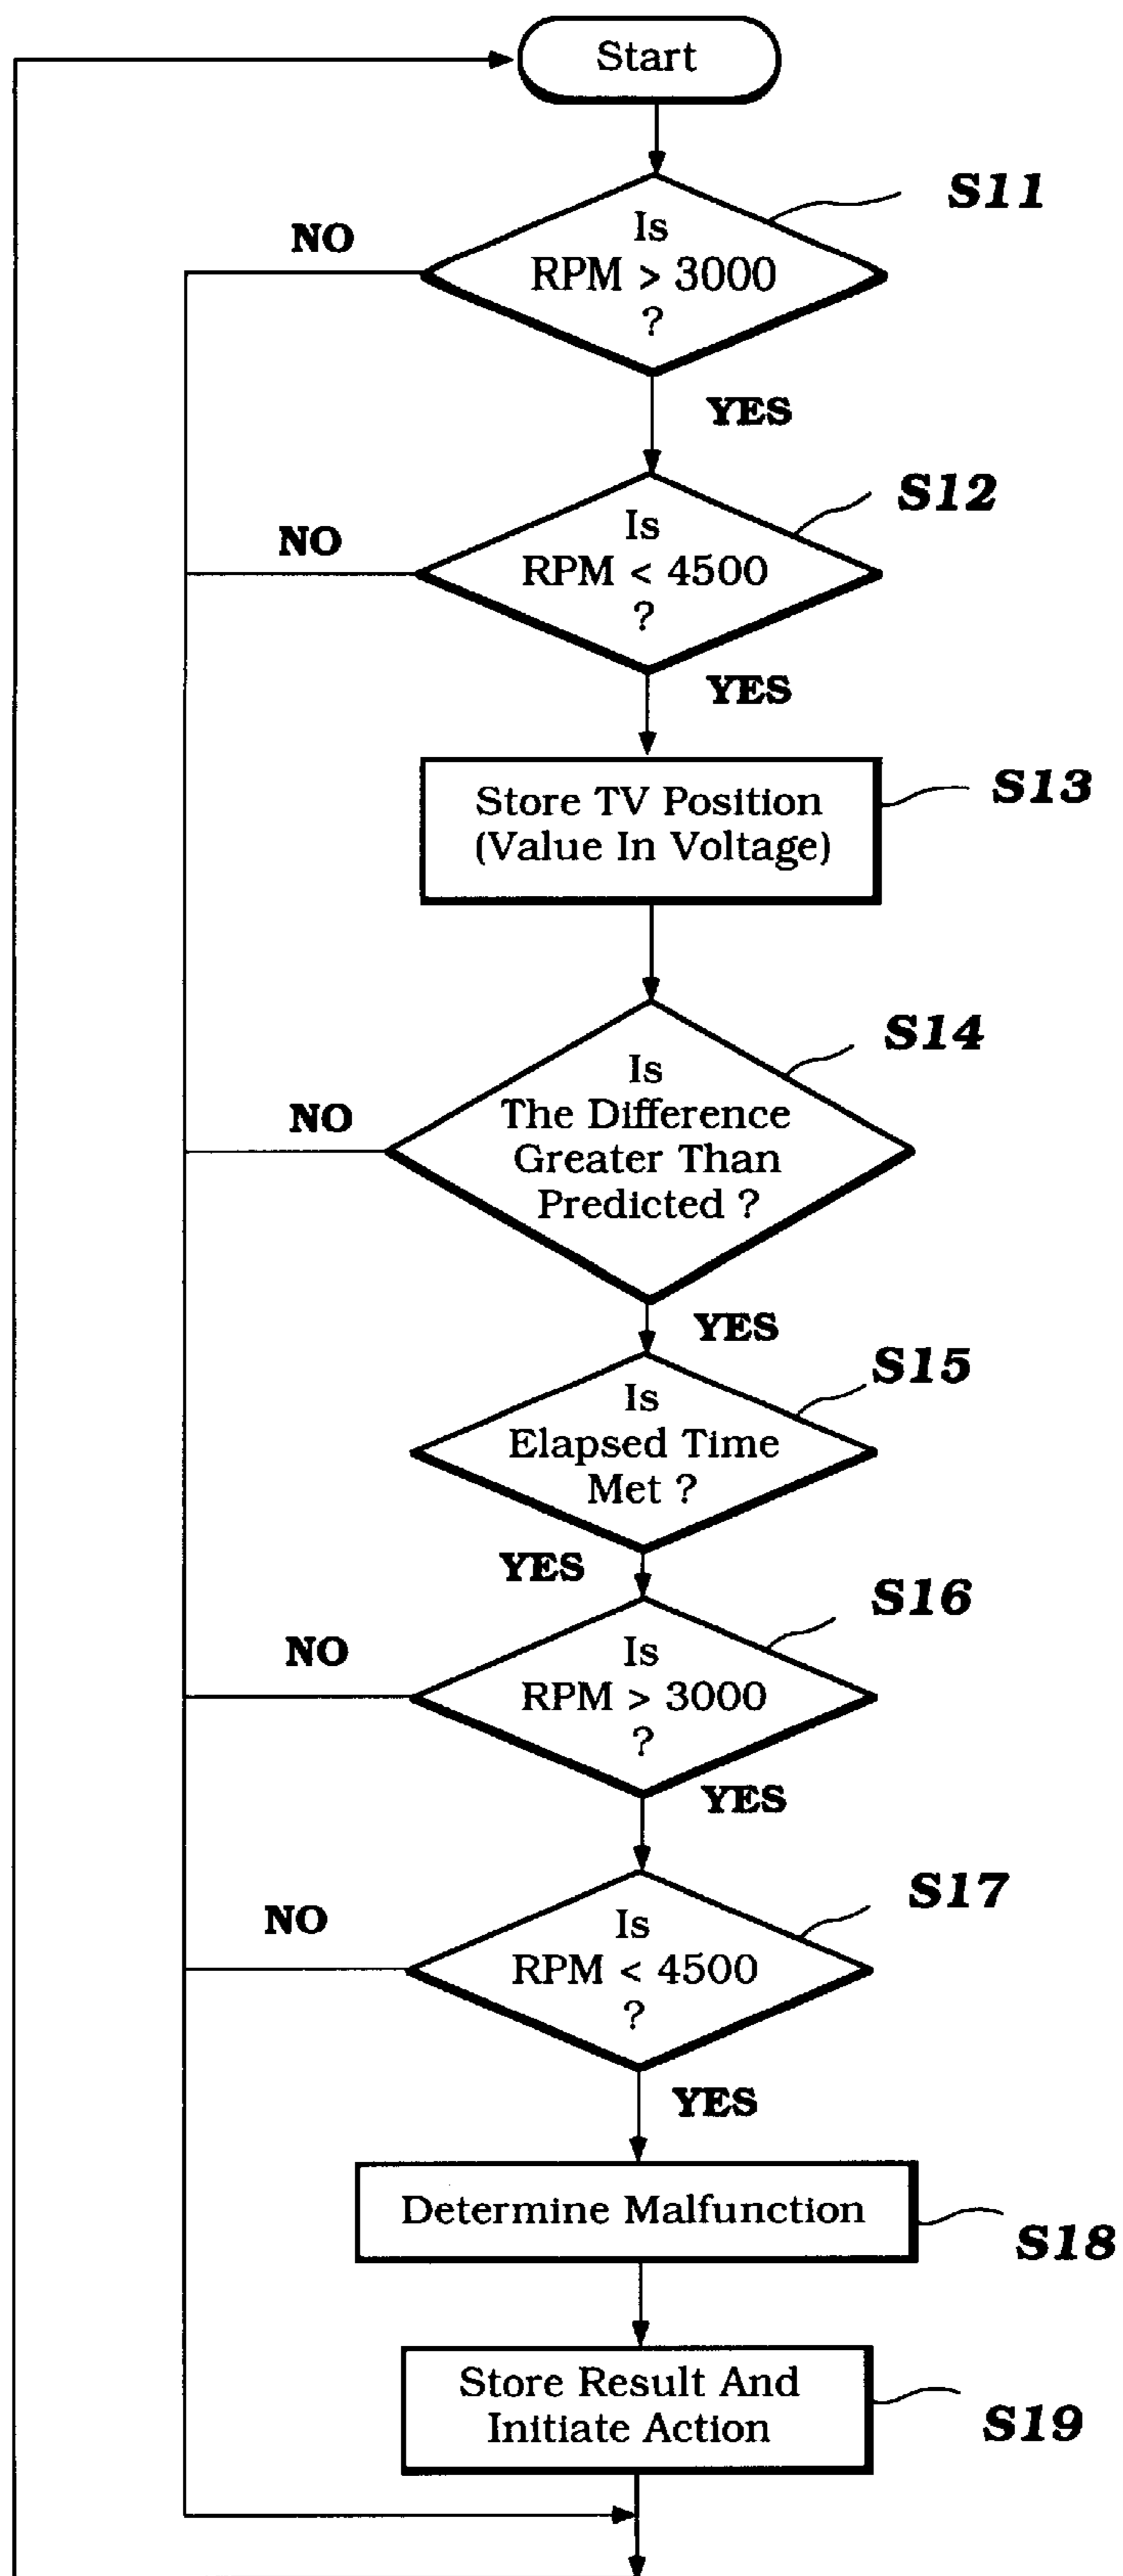 Start
S11
NO
Is
RPM > 3000
?
YES
S12
NO
Is
RPM < 4500
?
YES
S13
Store TV Position
(Value In Voltage)
S14
NO
Is
The Difference
Greater Than
Predicted ?
YES
S15
Is
Elapsed Time
Met ?
YES
S16
NO
Is
RPM > 3000
?
YES
S17
NO
Is
RPM < 4500
?
YES
Determine Malfunction
S18
Store Result And
Initiate Action
S19